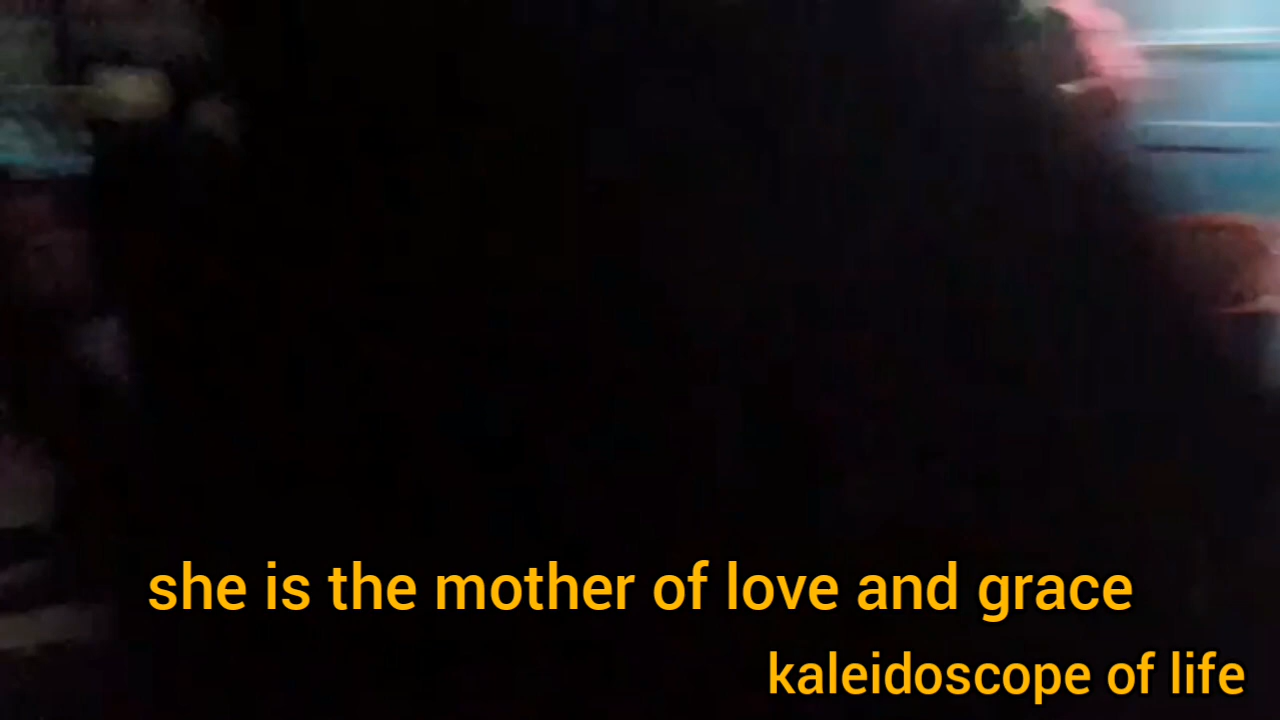 she is the mother of love and grace
kaleidoscope of life